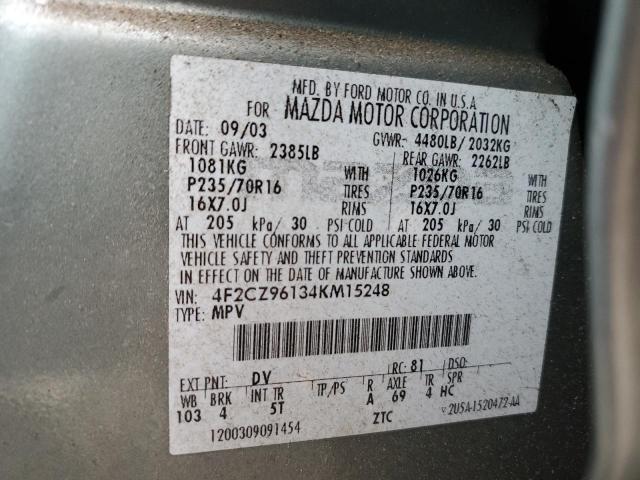 MFD. BY FORD MOTOR CO. IN U.S.A.
FOR MAZDA MOTOR CORPORATION
DATE: 09/03 GVWR: 4480LB/ 2032KG
FRONT GAWR: 2385LB REAR GAWR: 2262LB
1081KG WITH 1026KG WITH
P235/70R16 TIRES P235/70R16 TIRES
16X7.0J RIMS 16X7.0J RIMS
AT 205 kPa/ 30 PSI COLD AT 205 kPa/ 30 PSI COLD
THIS VEHICLE CONFORMS TO ALL APPLICABLE FEDERAL MOTOR
VEHICLE SAFETY AND THEFT PREVENTION STANDARDS
IN EFFECT ON THE DATE OF MANUFACTURE SHOWN ABOVE.
VIN: 4F2CZ96134KM15248
TYPE: MPV
EXT PNT: DV RC: 81 DSO:
WB BRK INT TR TP/PS R AXLE TR SPR
103 4 5T A 69 4 HC
1200309091454 ZTC 2USA-1520472-AA